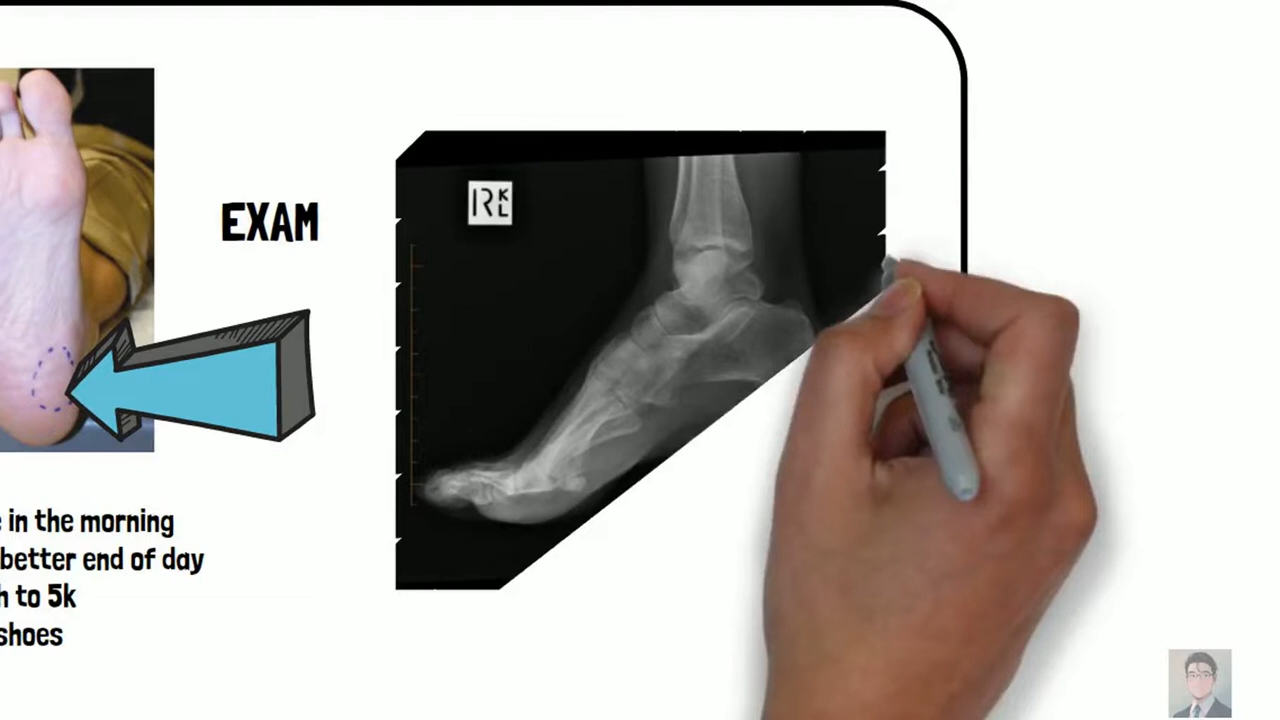 EXAM
R K
L
in the morning
better end of day
to 5k
shoes